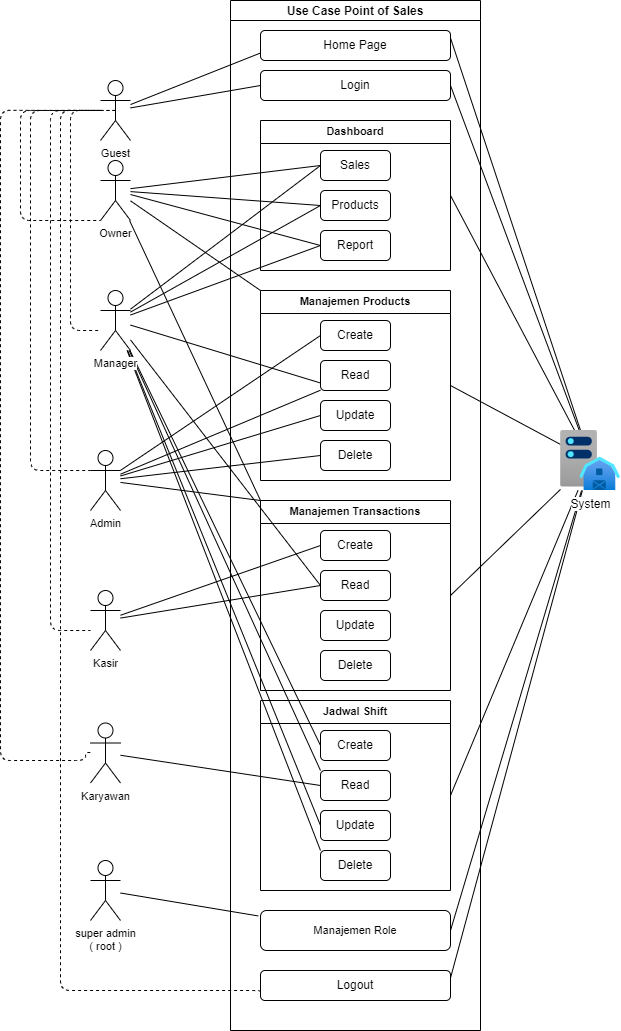 Use Case Point of Sales
Home Page
Login
Guest
Dashboard
Sales
Products
Report
Owner
Manajemen Products
Create
Read
Update
Delete
Manager
Admin
System
Manajemen Transactions
Create
Read
Update
Delete
Kasir
Jadwal Shift
Create
Read
Update
Delete
Karyawan
super admin
( root )
Manajemen Role
Logout